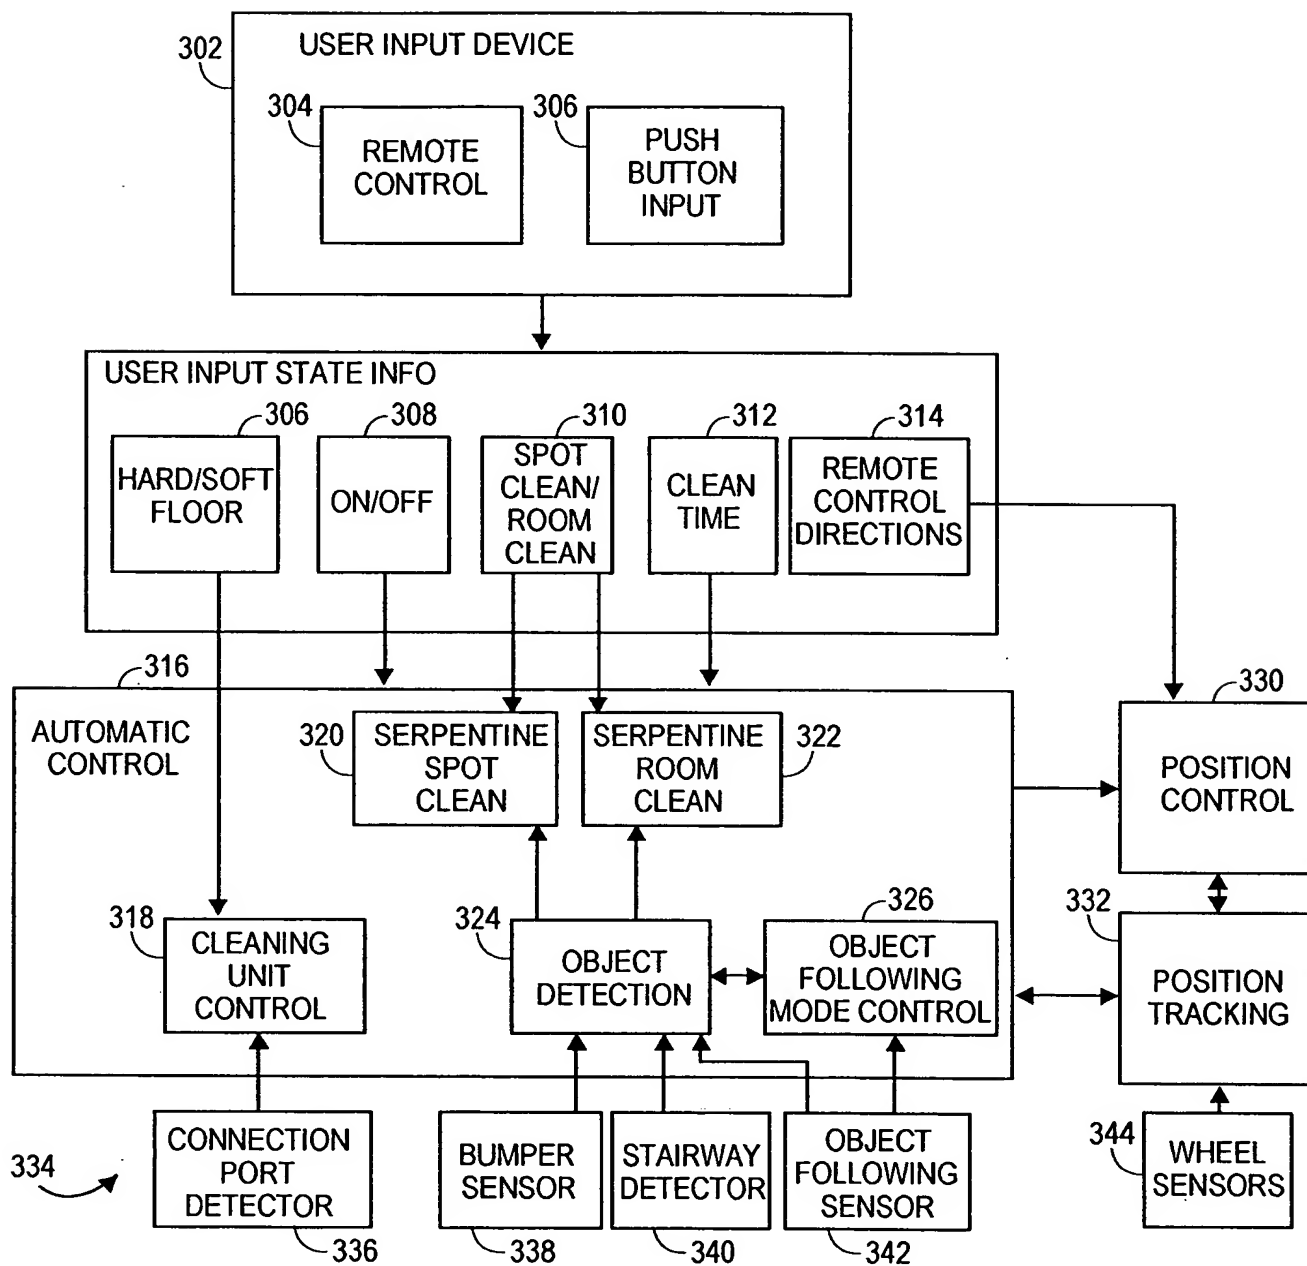 USER INPUT DEVICE
302
304
REMOTE
CONTROL
306
PUSH
BUTTON
INPUT
USER INPUT STATE INFO
306
HARD/SOFT
FLOOR
308
ON/OFF
310
SPOT
CLEAN/
ROOM
CLEAN
312
CLEAN
TIME
314
REMOTE
CONTROL
DIRECTIONS
316
AUTOMATIC
CONTROL
320
SERPENTINE
SPOT
CLEAN
SERPENTINE
ROOM
CLEAN
322
330
POSITION
CONTROL
318
CLEANING
UNIT
CONTROL
324
OBJECT
DETECTION
326
OBJECT
FOLLOWING
MODE CONTROL
332
POSITION
TRACKING
334
CONNECTION
PORT
DETECTOR
336
BUMPER
SENSOR
338
STAIRWAY
DETECTOR
340
OBJECT
FOLLOWING
SENSOR
342
344
WHEEL
SENSORS